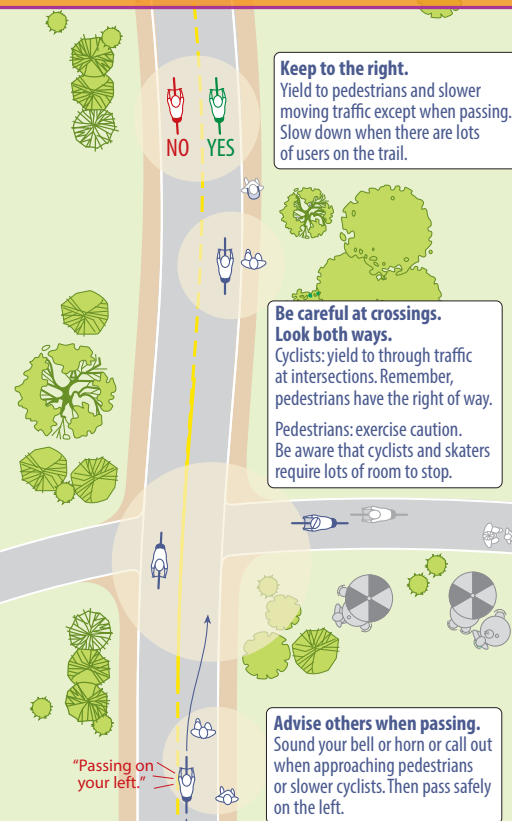 Keep to the right.
Yield to pedestrians and slower
moving traffic except when passing.
Slow down when there are lots
of users on the trail.
NO YES
Be careful at crossings.
Look both ways.
Cyclists: yield to through traffic
at intersections. Remember,
pedestrians have the right of way.
Pedestrians: exercise caution.
Be aware that cyclists and skaters
require lots of room to stop.
Advise others when passing.
Sound your bell or horn or call out
when approaching pedestrians
or slower cyclists. Then pass safely
on the left.
"Passing on
your left."